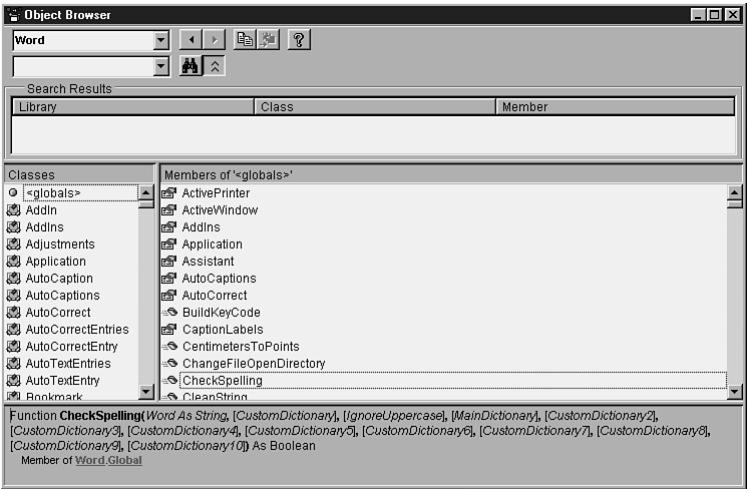 Object Browser
Word
Search Results
Library Class Member
Classes
<globals>
AddIn
AddIns
Adjustments
Application
AutoCaption
AutoCaptions
AutoCorrect
AutoCorrectEntries
AutoCorrectEntry
AutoTextEntries
AutoTextEntry
Bookmark
Members of '<globals>'
ActivePrinter
ActiveWindow
AddIns
Application
Assistant
AutoCaptions
AutoCorrect
BuildKeyCode
CaptionLabels
CentimetersToPoints
ChangeFileOpenDirectory
CheckSpelling
CleanString
Function CheckSpelling(Word As String, [CustomDictionary], [IgnoreUppercase], [MainDictionary], [CustomDictionary2],
[CustomDictionary3], [CustomDictionary4], [CustomDictionary5], [CustomDictionary6], [CustomDictionary7], [CustomDictionary8],
[CustomDictionary9], [CustomDictionary10]) As Boolean
Member of Word.Global